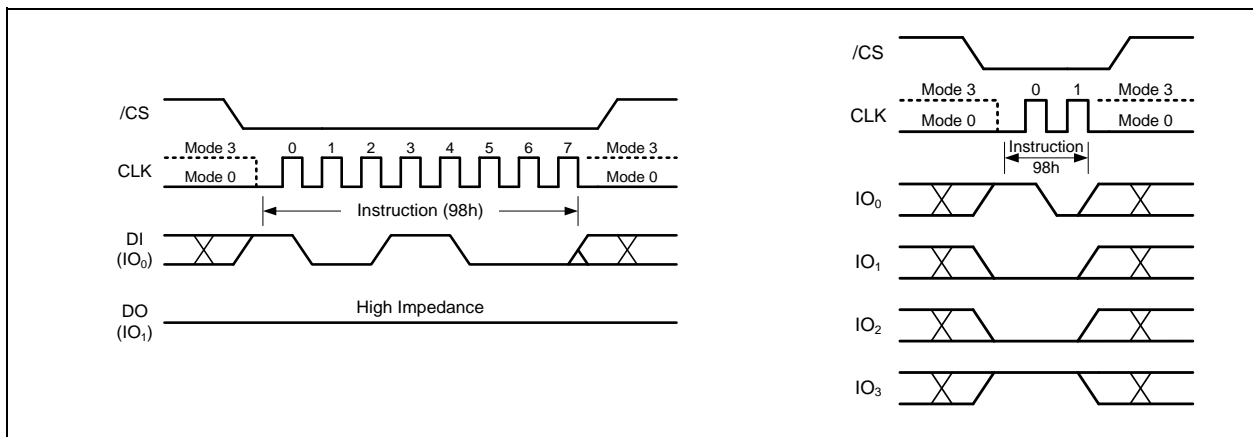 /CS
Mode 3 0 1 2 3 4 5 6 7 Mode 3
CLK
Mode 0 Mode 0
Instruction (98h)
DI
(IO0)
High Impedance
DO
(IO1)
/CS
Mode 3 0 1 Mode 3
CLK
Mode 0 Mode 0
Instruction
98h
IO0
IO1
IO2
IO3